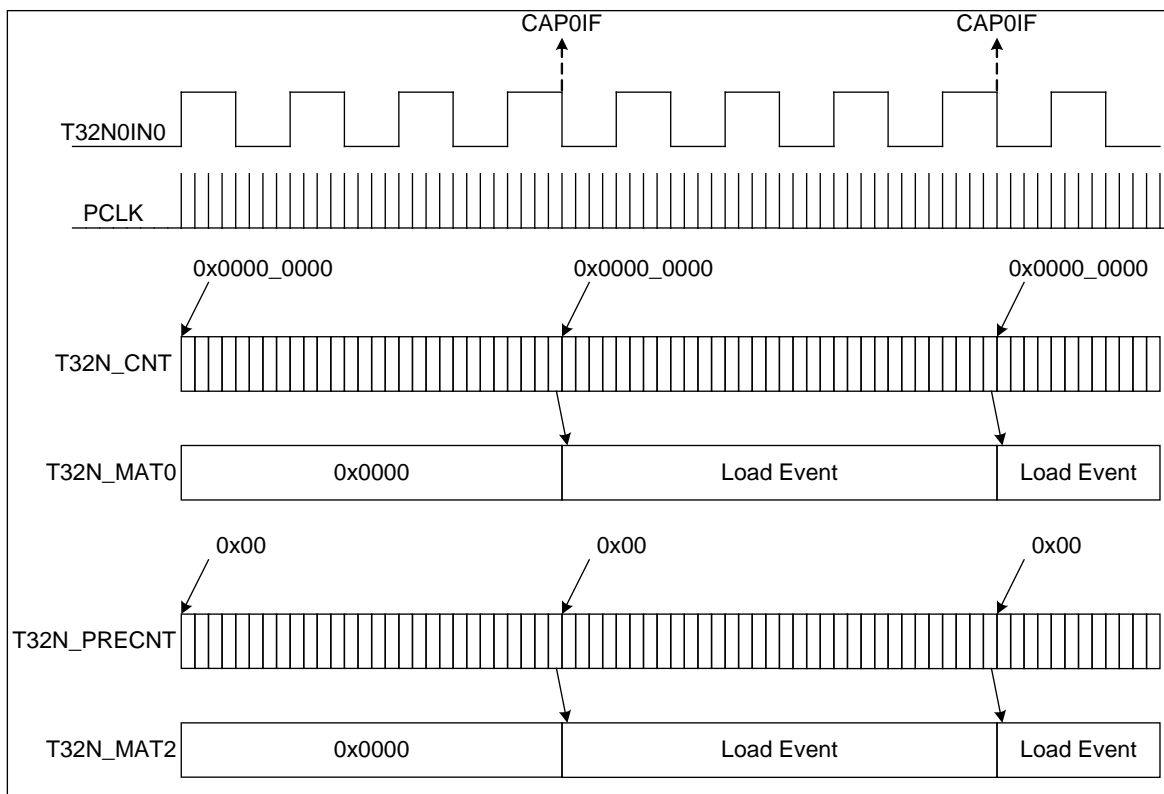 CAP0IF CAP0IF
T32N0IN0
PCLK
0x0000_0000 0x0000_0000 0x0000_0000
T32N_CNT
T32N_MAT0 0x0000 Load Event Load Event
0x00 0x00 0x00
T32N_PRECNT
T32N_MAT2 0x0000 Load Event Load Event